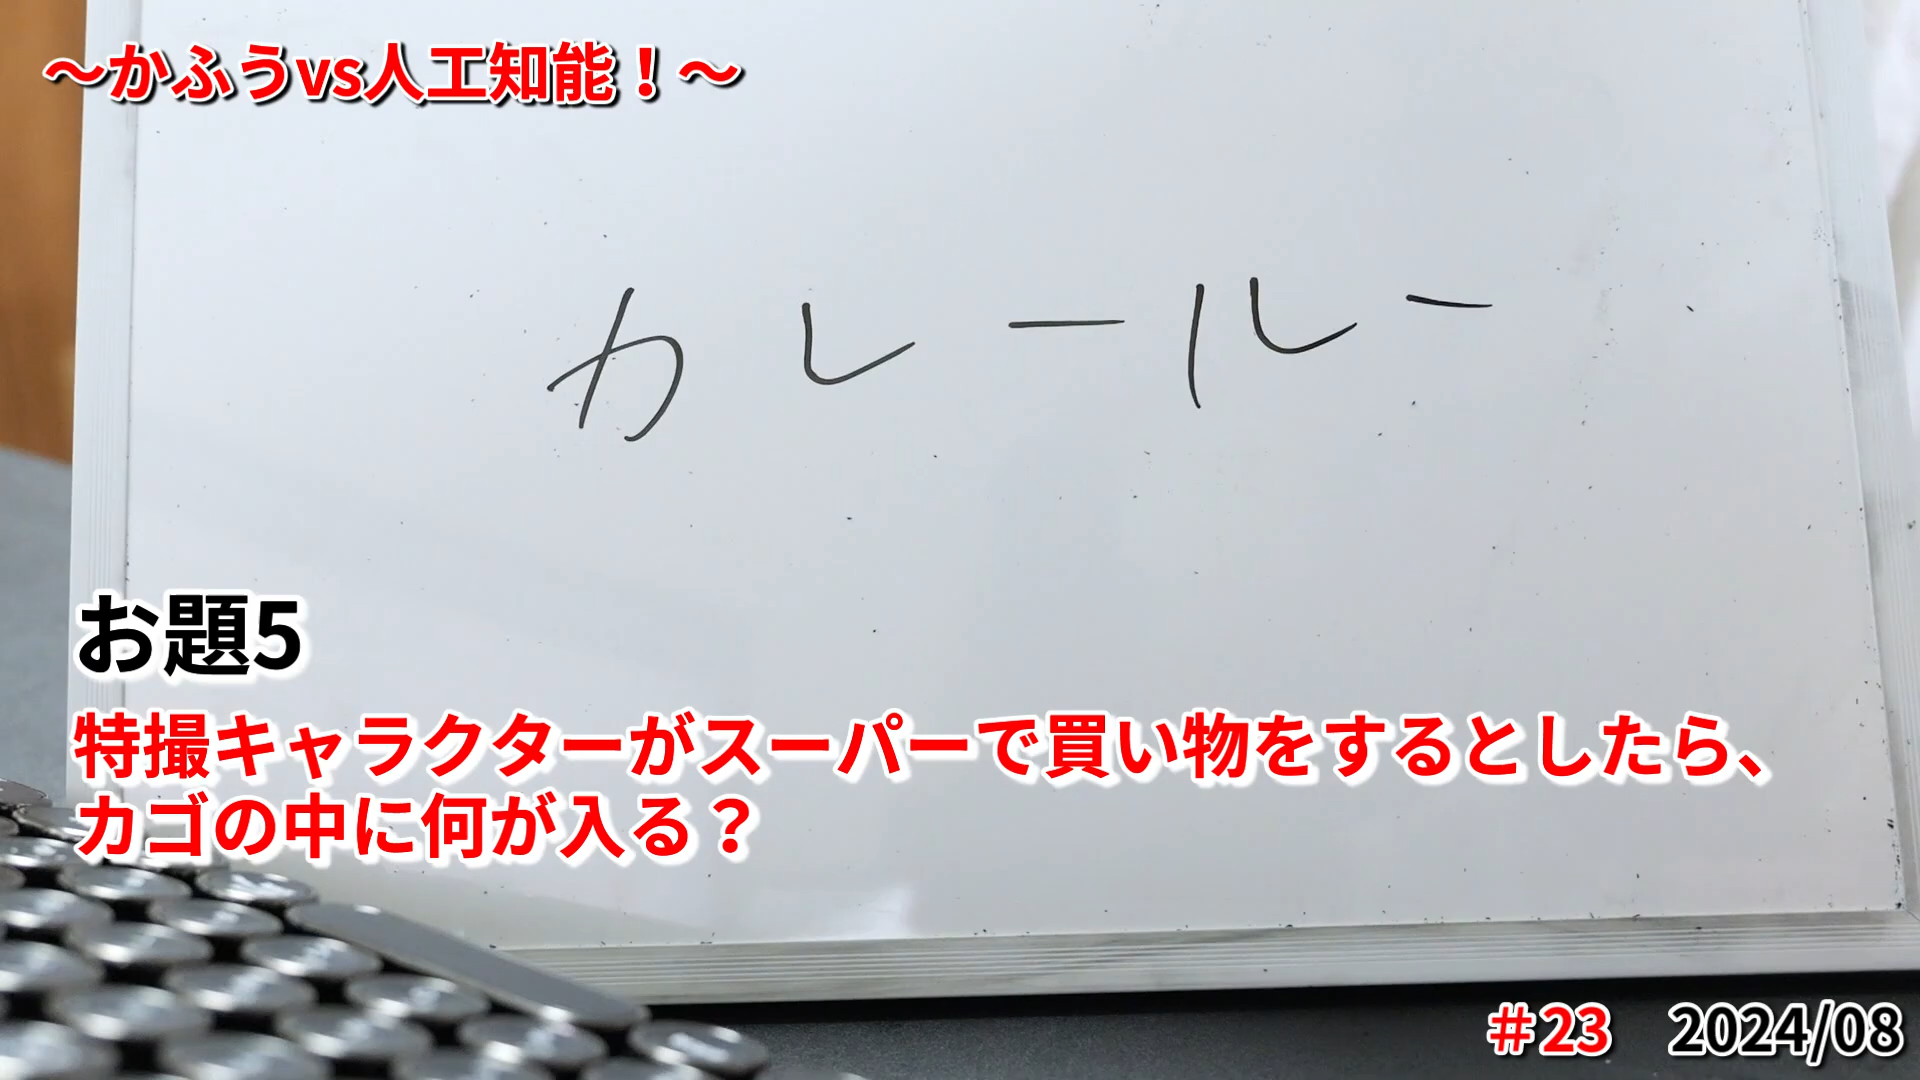 ～かふうvs人工知能！～
カレールー
お題5
特撮キャラクターがスーパーで買い物をするとしたら、
カゴの中に何が入る？
＃23　2024/08